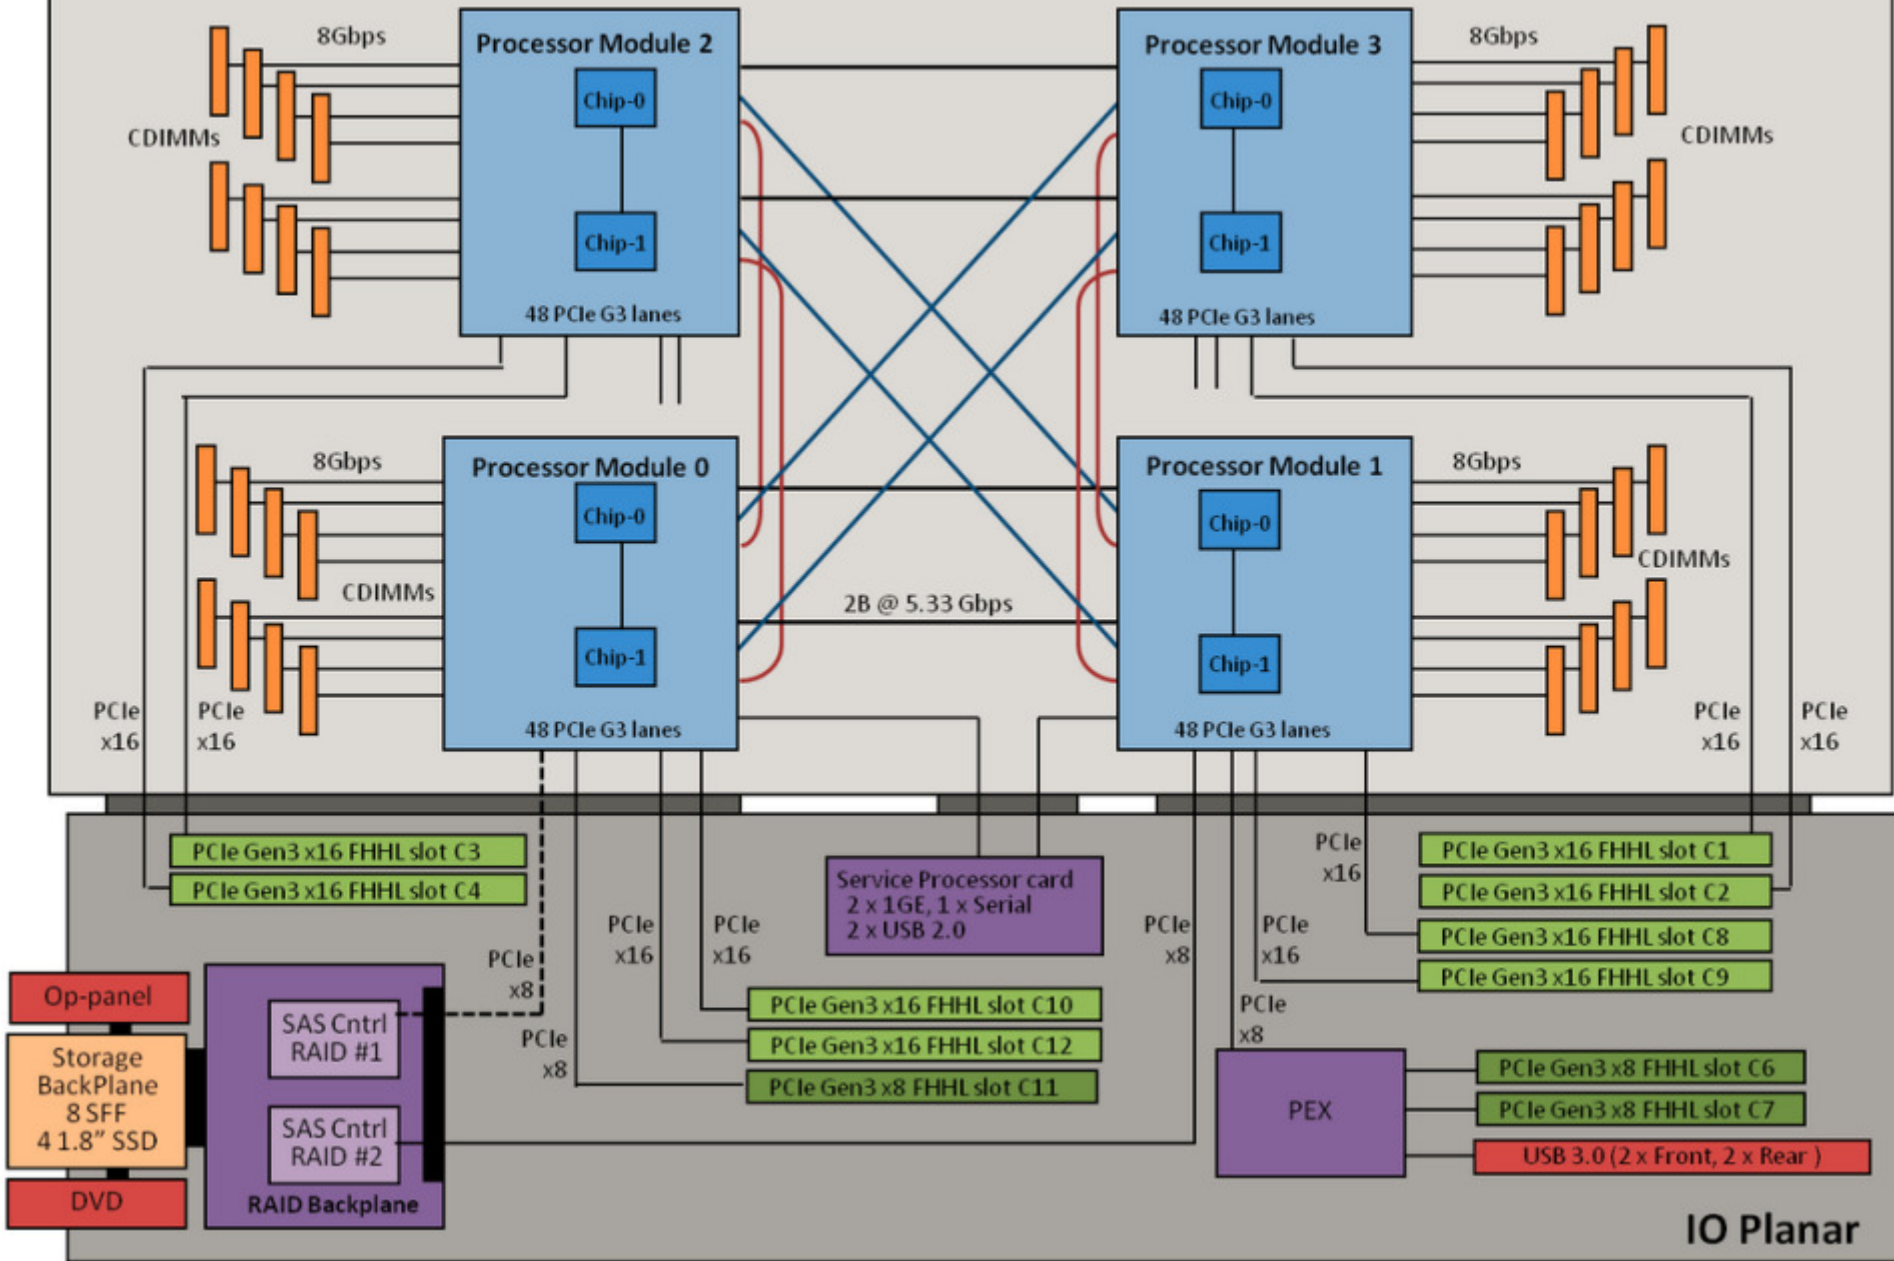 8Gbps
Processor Module 2
Chip-0
Chip-1
48 PCIe G3 lanes
CDIMMs
Processor Module 3
Chip-0
Chip-1
48 PCIe G3 lanes
8Gbps
CDIMMs
8Gbps
CDIMMs
Processor Module 0
Chip-0
Chip-1
48 PCIe G3 lanes
2B @ 5.33 Gbps
Processor Module 1
Chip-0
Chip-1
48 PCIe G3 lanes
8Gbps
CDIMMs
PCIe
x16
PCIe
x16
PCIe
x16
PCIe
x16
PCIe Gen3 x16 FHHL slot C3
PCIe Gen3 x16 FHHL slot C4
Service Processor card
2 x 1GE, 1 x Serial
2 x USB 2.0
PCIe
x16
PCIe Gen3 x16 FHHL slot C1
PCIe Gen3 x16 FHHL slot C2
PCIe Gen3 x16 FHHL slot C8
PCIe Gen3 x16 FHHL slot C9
PCIe
x8
PCIe
x16
PCIe
x16
PCIe
x8
PCIe
x16
PCIe
x8
PCIe
x8
PCIe Gen3 x16 FHHL slot C10
PCIe Gen3 x16 FHHL slot C12
PCIe Gen3 x8 FHHL slot C11
Op-panel
Storage
BackPlane
8 SFF
4 1.8” SSD
DVD
SAS Cntrl
RAID #1
SAS Cntrl
RAID #2
RAID Backplane
PEX
PCIe Gen3 x8 FHHL slot C6
PCIe Gen3 x8 FHHL slot C7
USB 3.0 (2 x Front, 2 x Rear )
IO Planar